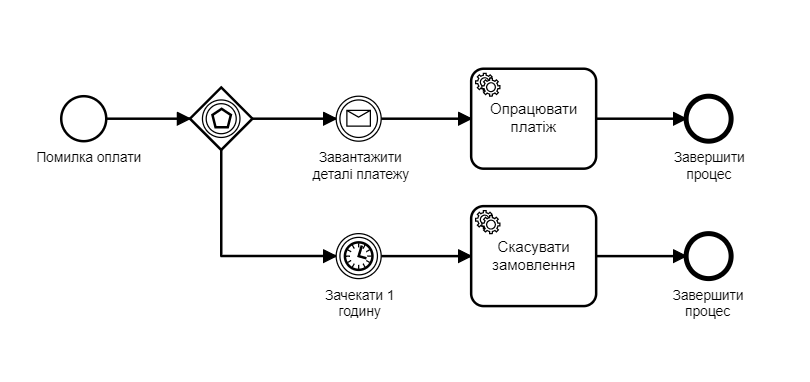 Помилка оплати
Завантажити
деталі платежу
Опрацювати
платіж
Завершити
процес
Зачекати 1
годину
Скасувати
замовлення
Завершити
процес